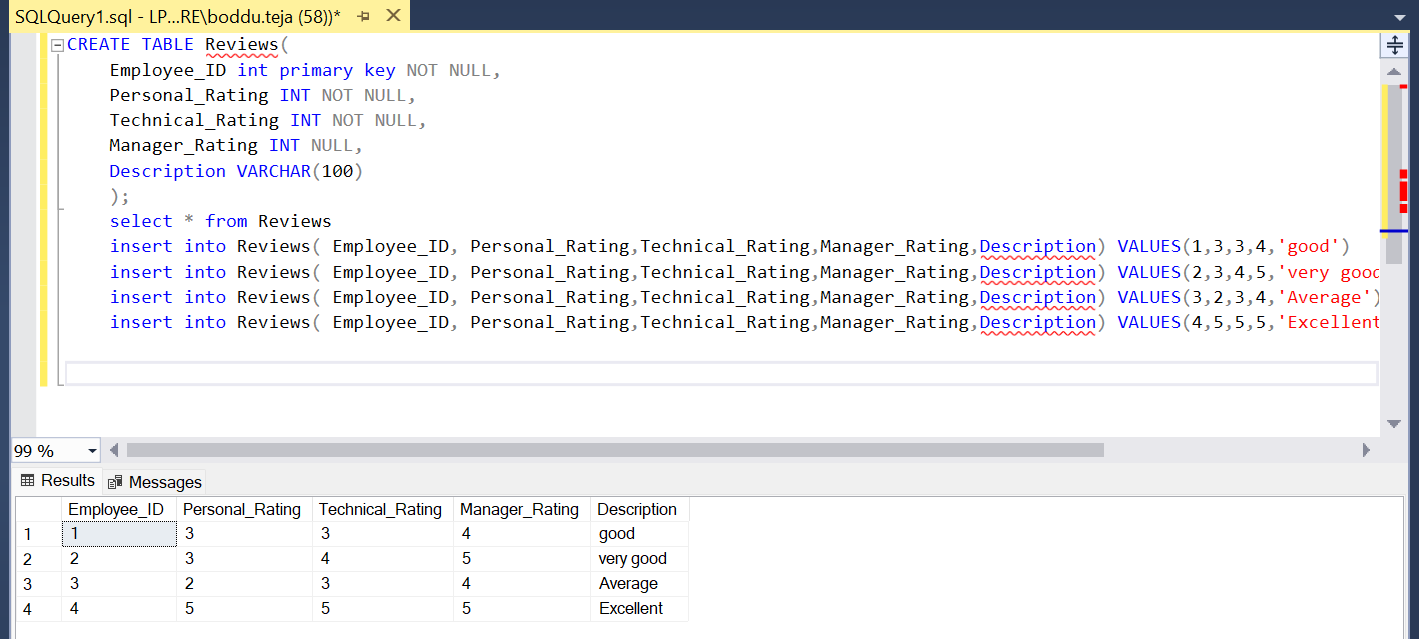 SQLQuery1.sql - LP...RE\boddu.teja (58))*
CREATE TABLE Reviews(
Employee_ID int primary key NOT NULL,
Personal_Rating INT NOT NULL,
Technical_Rating INT NOT NULL,
Manager_Rating INT NULL,
Description VARCHAR(100)
);
select * from Reviews
insert into Reviews( Employee_ID, Personal_Rating,Technical_Rating,Manager_Rating,Description) VALUES(1,3,3,4,'good')
insert into Reviews( Employee_ID, Personal_Rating,Technical_Rating,Manager_Rating,Description) VALUES(2,3,4,5,'very good
insert into Reviews( Employee_ID, Personal_Rating,Technical_Rating,Manager_Rating,Description) VALUES(3,2,3,4,'Average')
insert into Reviews( Employee_ID, Personal_Rating,Technical_Rating,Manager_Rating,Description) VALUES(4,5,5,5,'Excellent
99 %
Results Messages
Employee_ID Personal_Rating Technical_Rating Manager_Rating Description
1 1 3 3 4 good
2 2 3 4 5 very good
3 3 2 3 4 Average
4 4 5 5 5 Excellent